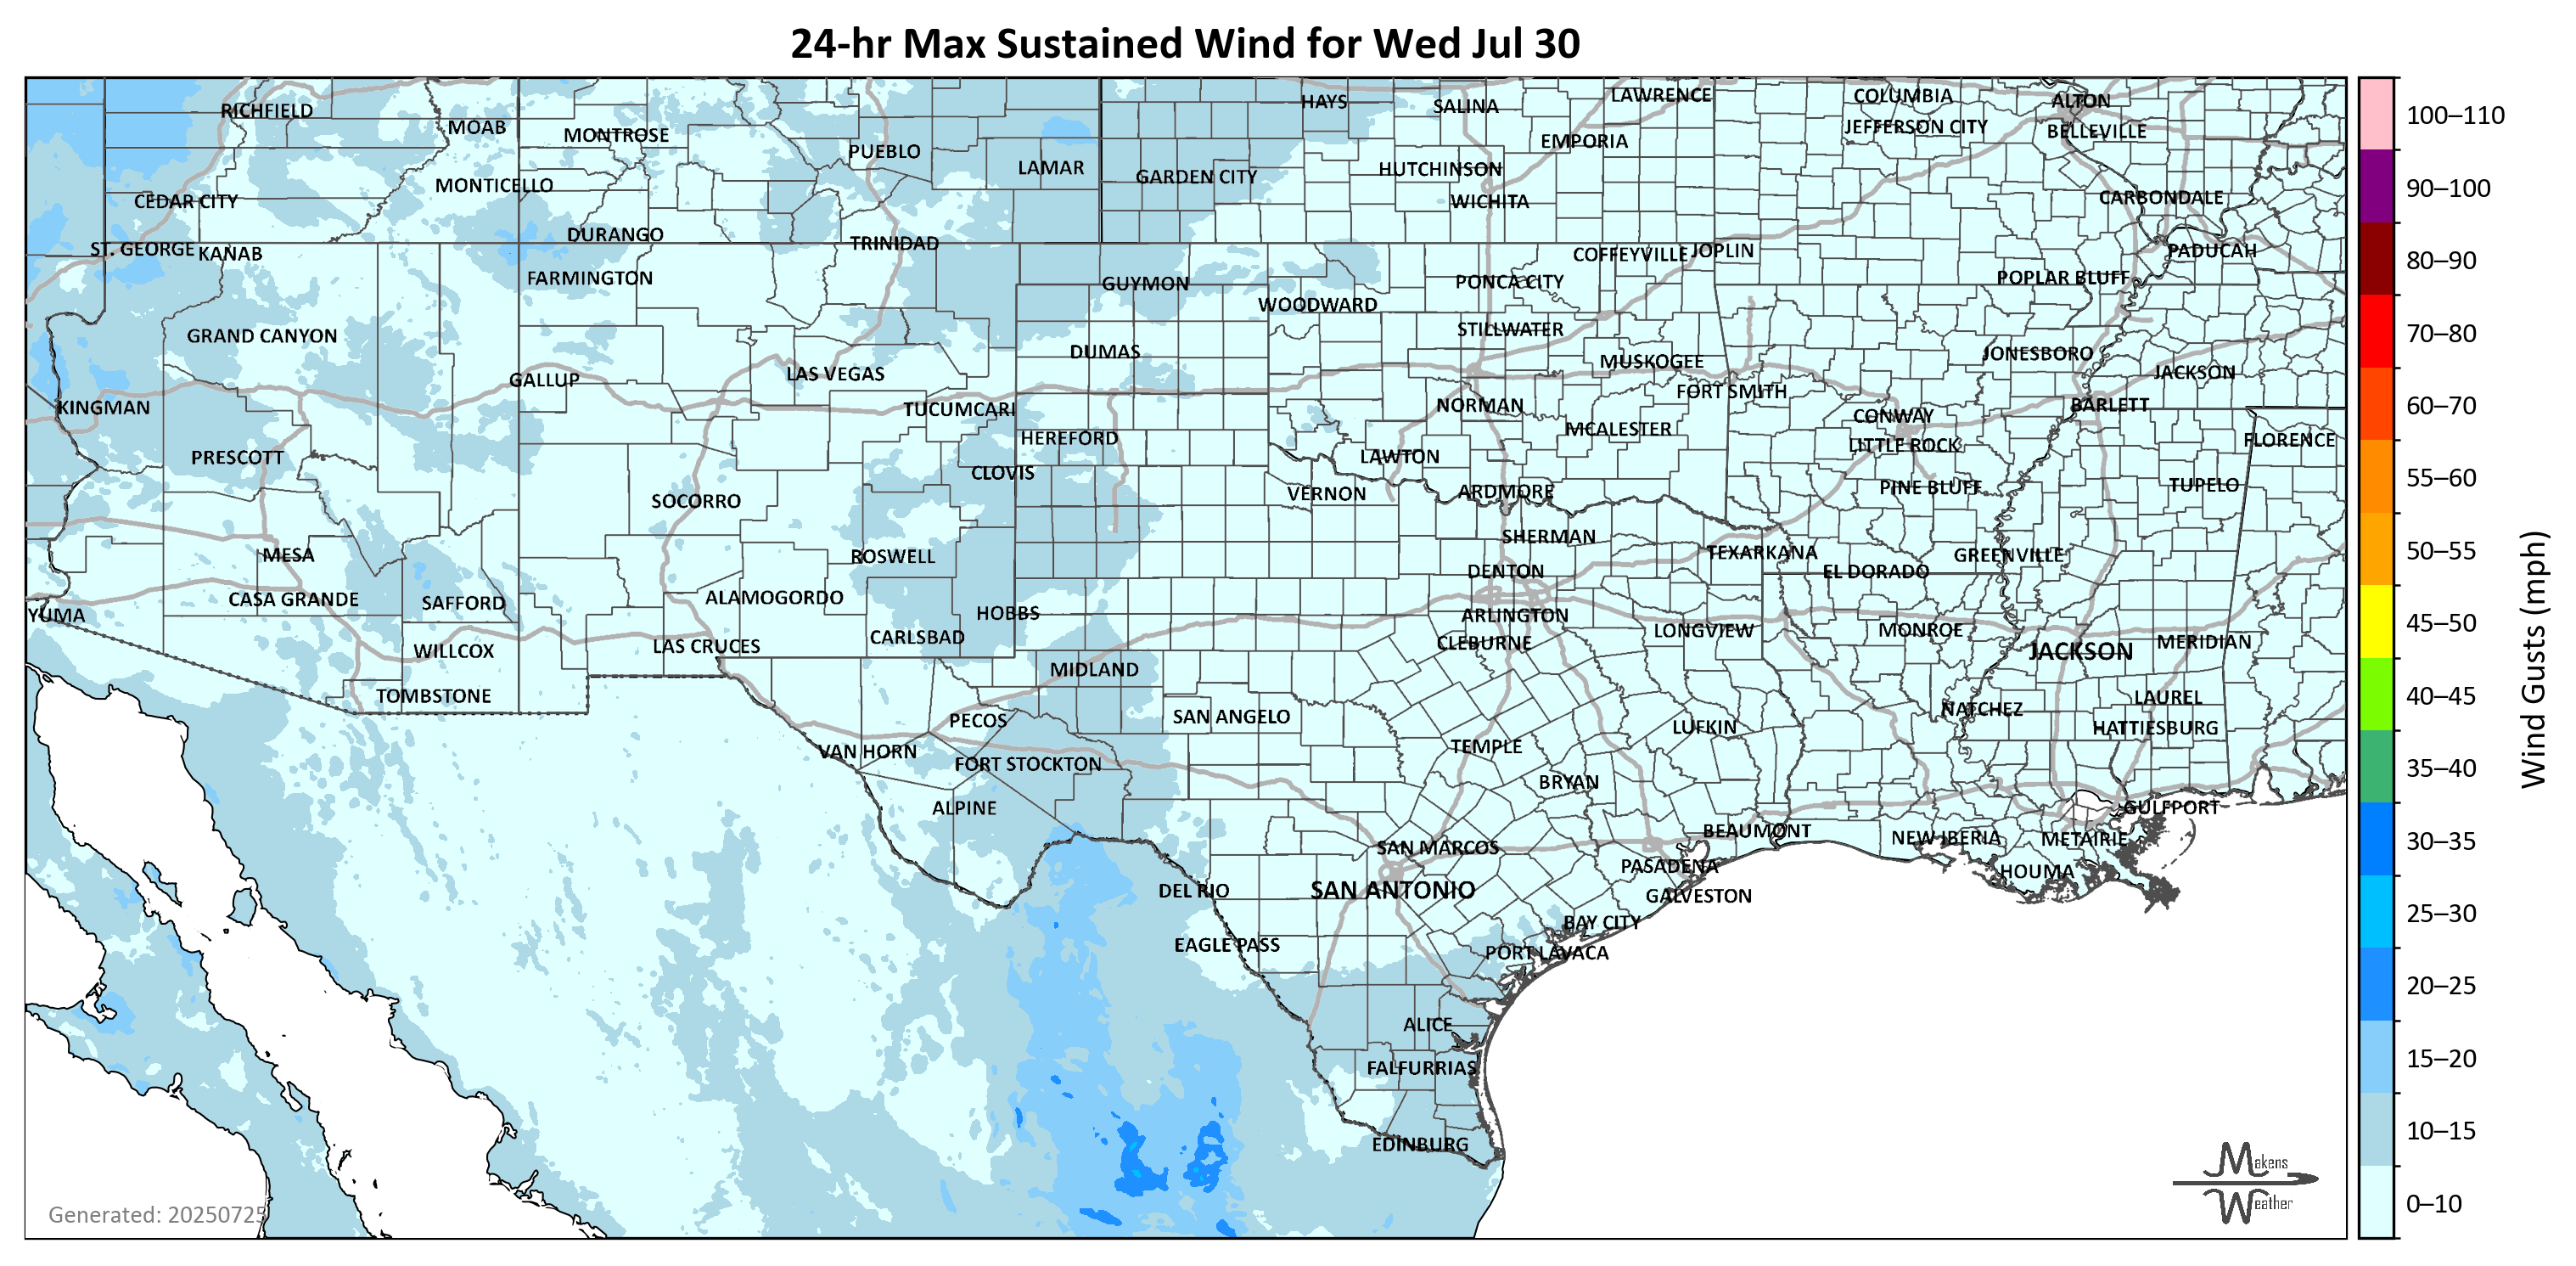 24-hr Max Sustained Wind for Wed Jul 30
RICHFIELD
MOAB
MONTROSE
PUEBLO
LAMAR
HAYS
SALINA
LAWRENCE
COLUMBIA
ALTON
JEFFERSON CITY
BELLEVILLE
EMPORIA
GARDEN CITY
HUTCHINSON
WICHITA
MONTICELLO
CEDAR CITY
CARBONDALE
ST. GEORGE
KANAB
DURANGO
TRINIDAD
COFFEYVILLE
JOPLIN
PADUCAH
FARMINGTON
GUYMON
PONCA CITY
POPLAR BLUFF
WOODWARD
GRAND CANYON
STILLWATER
DUMAS
MUSKOGEE
JONESBORO
GALLUP
LAS VEGAS
FORT SMITH
JACKSON
KINGMAN
TUCUMCARI
NORMAN
CONWAY
BARLETT
HEREFORD
MCALESTER
LITTLE ROCK
FLORENCE
PRESCOTT
CLOVIS
LAWTON
SOCORRO
VERNON
ARDMORE
PINE BLUFF
TUPELO
SHERMAN
MESA
ROSWELL
TEXARKANA
GREENVILLE
DENTON
EL DORADO
CASA GRANDE
SAFFORD
ALAMOGORDO
HOBBS
YUMA
ARLINGTON
CARLSBAD
CLEBURNE
LONGVIEW
MONROE
WILLCOX
LAS CRUCES
JACKSON
MERIDIAN
MIDLAND
TOMBSTONE
LAUREL
PECOS
SAN ANGELO
NATCHEZ
LUFKIN
HATTIESBURG
VAN HORN
FORT STOCKTON
TEMPLE
BRYAN
ALPINE
GULFPORT
BEAUMONT
NEW IBERIA
METAIRIE
SAN MARCOS
PASADENA
HOUMA
DEL RIO
SAN ANTONIO
GALVESTON
BAY CITY
EAGLE PASS
PORT LAVACA
ALICE
FALFURRIAS
EDINBURG
Generated: 20250725
Makens
Weather
100–110
90–100
80–90
70–80
60–70
55–60
50–55
45–50
40–45
35–40
30–35
25–30
20–25
15–20
10–15
0–10
Wind Gusts (mph)